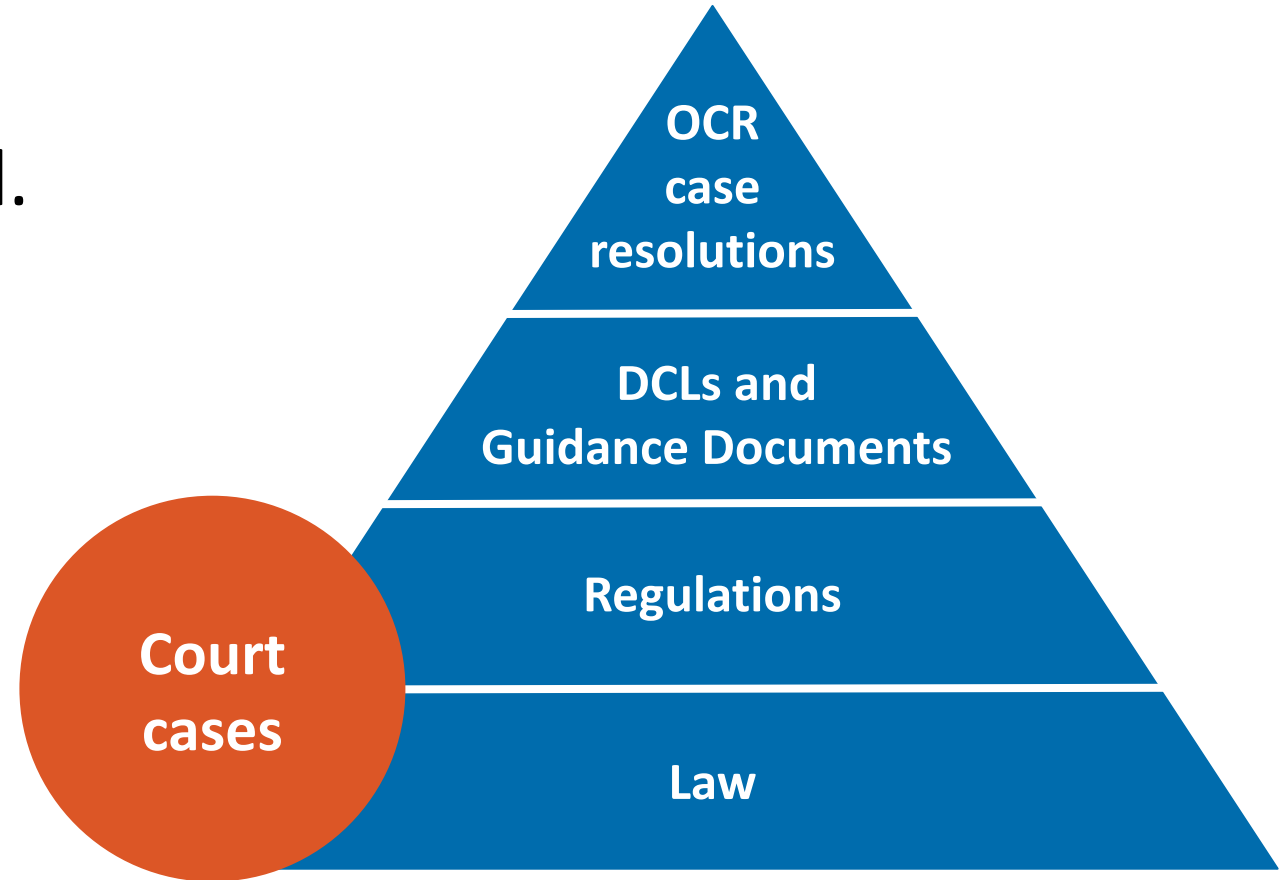 OCR
case
resolutions
DCLs and
Guidance Documents
Regulations
Court
cases
Law